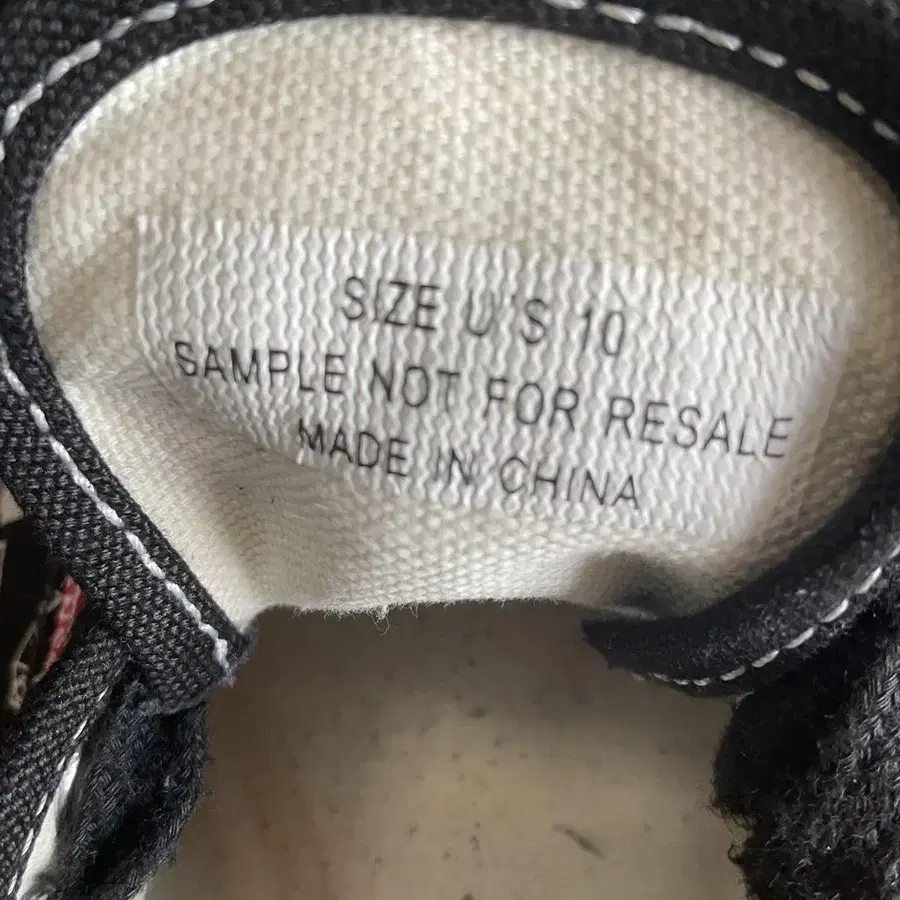 SIZE U'S 10
SAMPLE NOT FOR RESALE
MADE IN CHINA